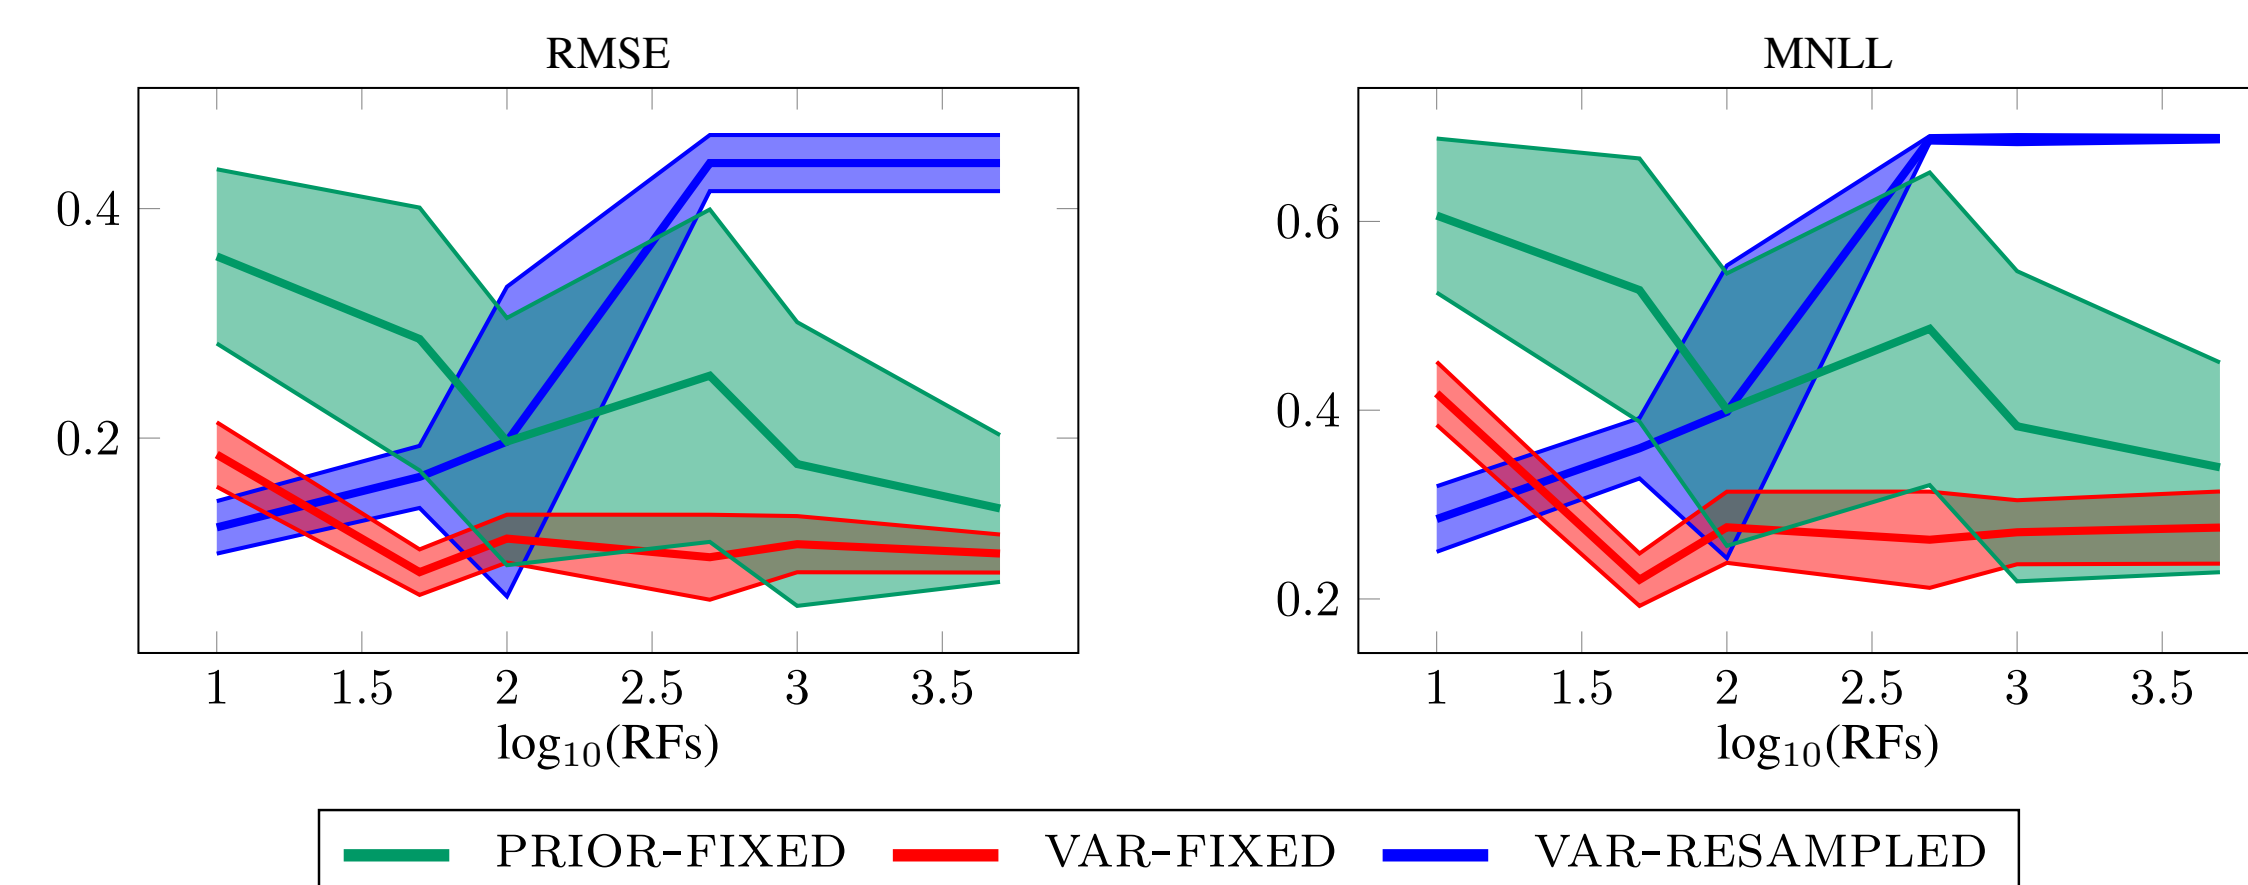 RMSE
MNLL
0.4
0.2
1 1.5 2 2.5 3 3.5
log₁₀(RFs)
0.6
0.4
0.2
1 1.5 2 2.5 3 3.5
log₁₀(RFs)
PRIOR-FIXED VAR-FIXED VAR-RESAMPLED